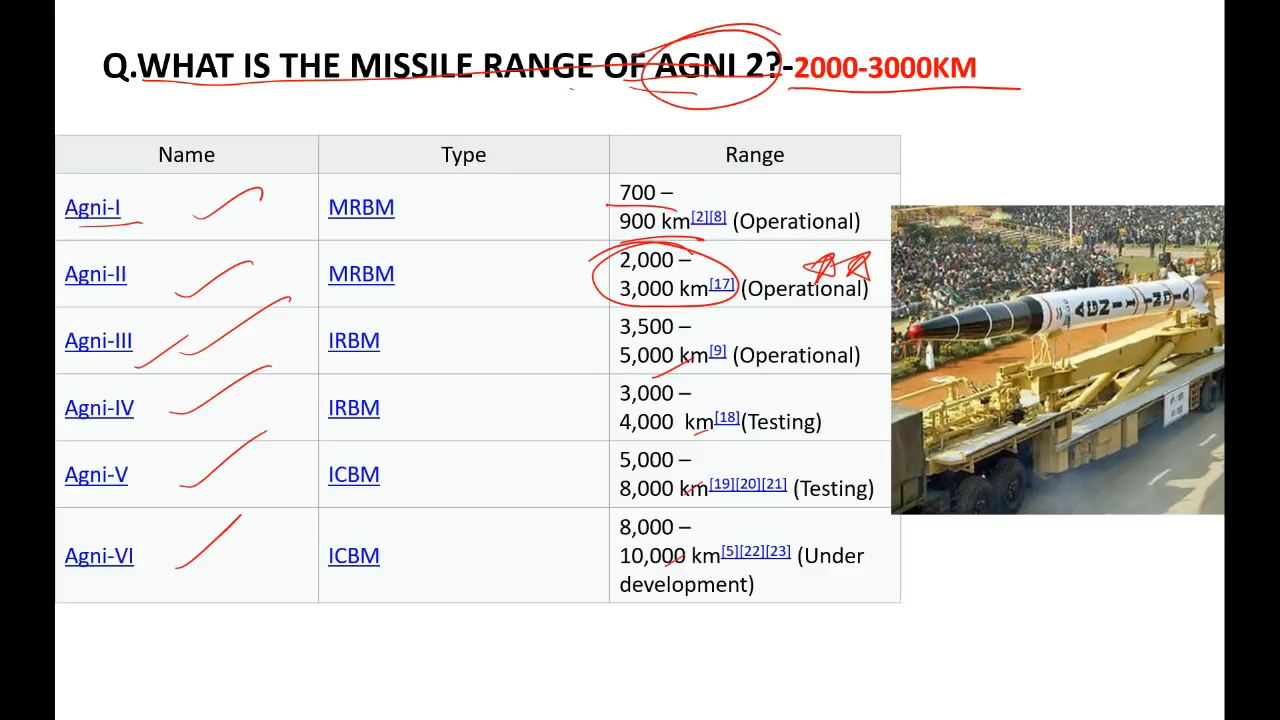 Q.WHAT IS THE MISSILE RANGE OF AGNI 2?-2000-3000KM
Name Type Range
Agni-I MRBM 700 –
900 km[2][8] (Operational)
Agni-II MRBM 2,000 –
3,000 km[17] (Operational)
Agni-III IRBM 3,500 –
5,000 km[9] (Operational)
Agni-IV IRBM 3,000 –
4,000 km[18](Testing)
Agni-V ICBM 5,000 –
8,000 km[19][20][21] (Testing)
Agni-VI ICBM 8,000 –
10,000 km[5][22][23] (Under
development)
AGNI II INDIA